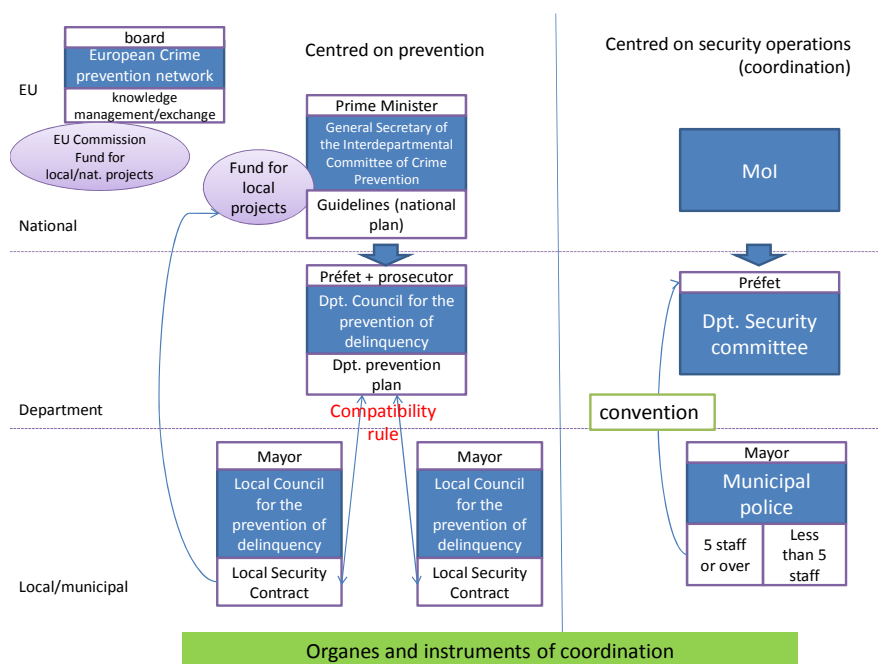 board
European Crime
prevention network
knowledge
management/exchange
EU
EU Commission
Fund for
local/nat. projects
Centred on prevention
Centred on security operations
(coordination)
Prime Minister
General Secretary of
the Interdepartmental
Committee of Crime
Prevention
Guidelines (national
plan)
Fund for
local
projects
MoI
National
Préfet + prosecutor
Dpt. Council for the
prevention of
delinquency
Dpt. prevention
plan
Préfet
Dpt. Security
committee
Department
Compatibility
rule
convention
Mayor
Local Council
for the
prevention of
delinquency
Local Security
Contract
Mayor
Local Council
for the
prevention of
delinquency
Local Security
Contract
Mayor
Municipal
police
5 staff
or over
Less
than 5
staff
Local/municipal
Organes and instruments of coordination